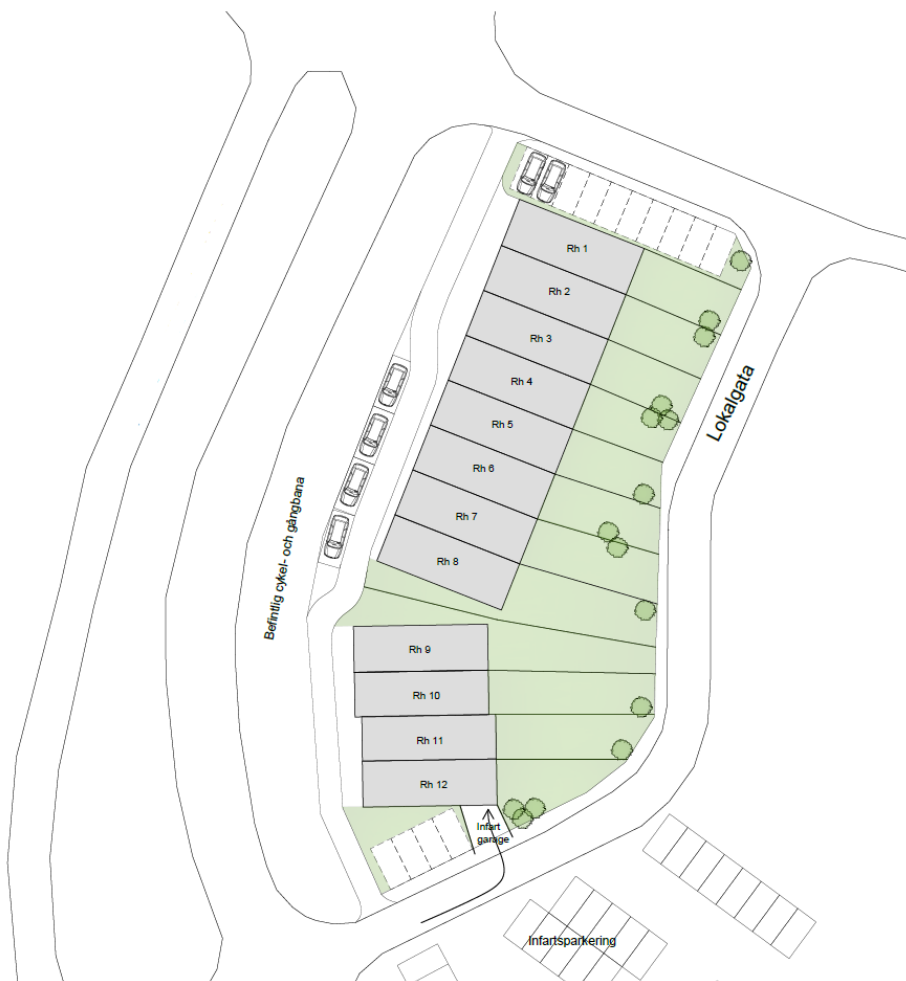 Rh 1
Rh 2
Rh 3
Rh 4
Rh 5
Rh 6
Rh 7
Rh 8
Lokalgata
Befintlig cykel- och gångbana
Rh 9
Rh 10
Rh 11
Rh 12
Infart
garage
Infartsparkering